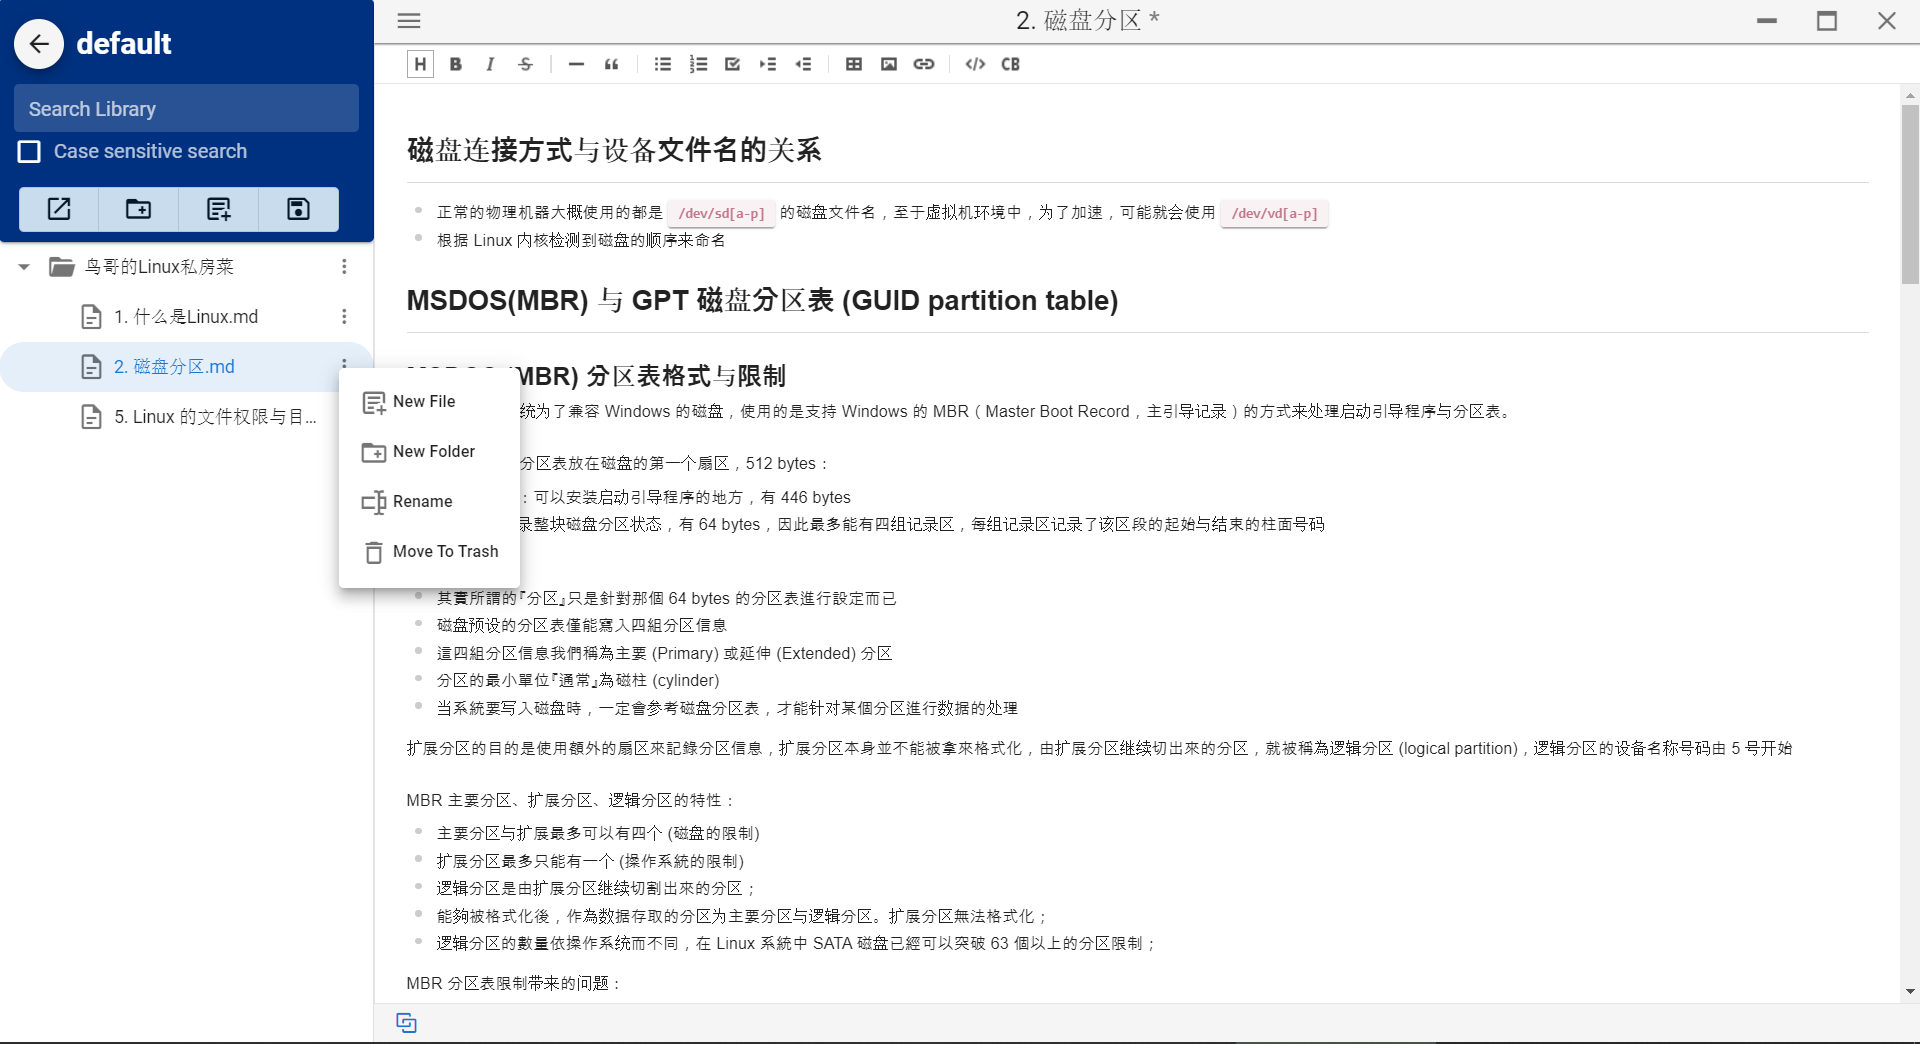 default
Search Library
Case sensitive search
鸟哥的Linux私房菜
1. 什么是Linux.md
2. 磁盘分区.md
5. Linux 的文件权限与目...
New File
New Folder
Rename
Move To Trash
2. 磁盘分区 *
H B I S
CB
磁盘连接方式与设备文件名的关系
正常的物理机器大概使用的都是 /dev/sd[a-p] 的磁盘文件名，至于虚拟机环境中，为了加速，可能就会使用 /dev/vd[a-p]
根据 Linux 内核检测到磁盘的顺序来命名
MSDOS(MBR) 与 GPT 磁盘分区表 (GUID partition table)
(MBR) 分区表格式与限制
统为了兼容 Windows 的磁盘，使用的是支持 Windows 的 MBR（Master Boot Record，主引导记录）的方式来处理启动引导程序与分区表。
分区表放在磁盘的第一个扇区，512 bytes：
：可以安装启动引导程序的地方，有 446 bytes
录整块磁盘分区状态，有 64 bytes，因此最多能有四组记录区，每组记录区记录了该区段的起始与结束的柱面号码
其實所謂的『分区』只是針對那個 64 bytes 的分区表進行設定而已
磁盘预设的分区表僅能寫入四組分区信息
這四組分区信息我們稱為主要 (Primary) 或延伸 (Extended) 分区
分区的最小單位『通常』為磁柱 (cylinder)
当系統要写入磁盘時，一定會参考磁盘分区表，才能针对某個分区進行数据的处理
扩展分区的目的是使用額外的扇区來記錄分区信息，扩展分区本身並不能被拿來格式化，由扩展分区继续切出來的分区，就被稱為逻辑分区 (logical partition)，逻辑分区的设备名称号码由 5 号开始
MBR 主要分区、扩展分区、逻辑分区的特性：
主要分区与扩展最多可以有四个 (磁盘的限制)
扩展分区最多只能有一个 (操作系統的限制)
逻辑分区是由扩展分区继续切割出來的分区；
能夠被格式化後，作為数据存取的分区为主要分区与逻辑分区。扩展分区無法格式化；
逻辑分区的數量依操作系统而不同，在 Linux 系統中 SATA 磁盘已經可以突破 63 個以上的分区限制；
MBR 分区表限制带来的问题：